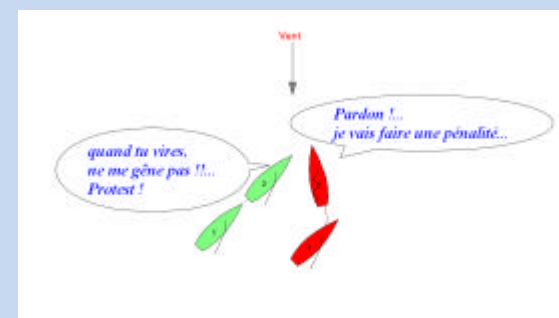 Vent
Pardon !...
je vais faire une pénalité...
quand tu vires,
ne me gêne pas !!...
Protest !